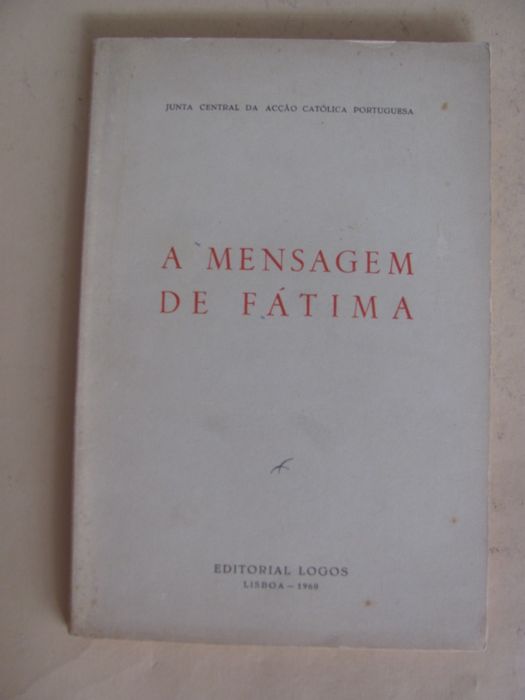 JUNTA CENTRAL DA ACÇÃO CATÓLICA PORTUGUESA
A MENSAGEM
DE FÁTIMA
EDITORIAL LOGOS
LISBOA — 1960